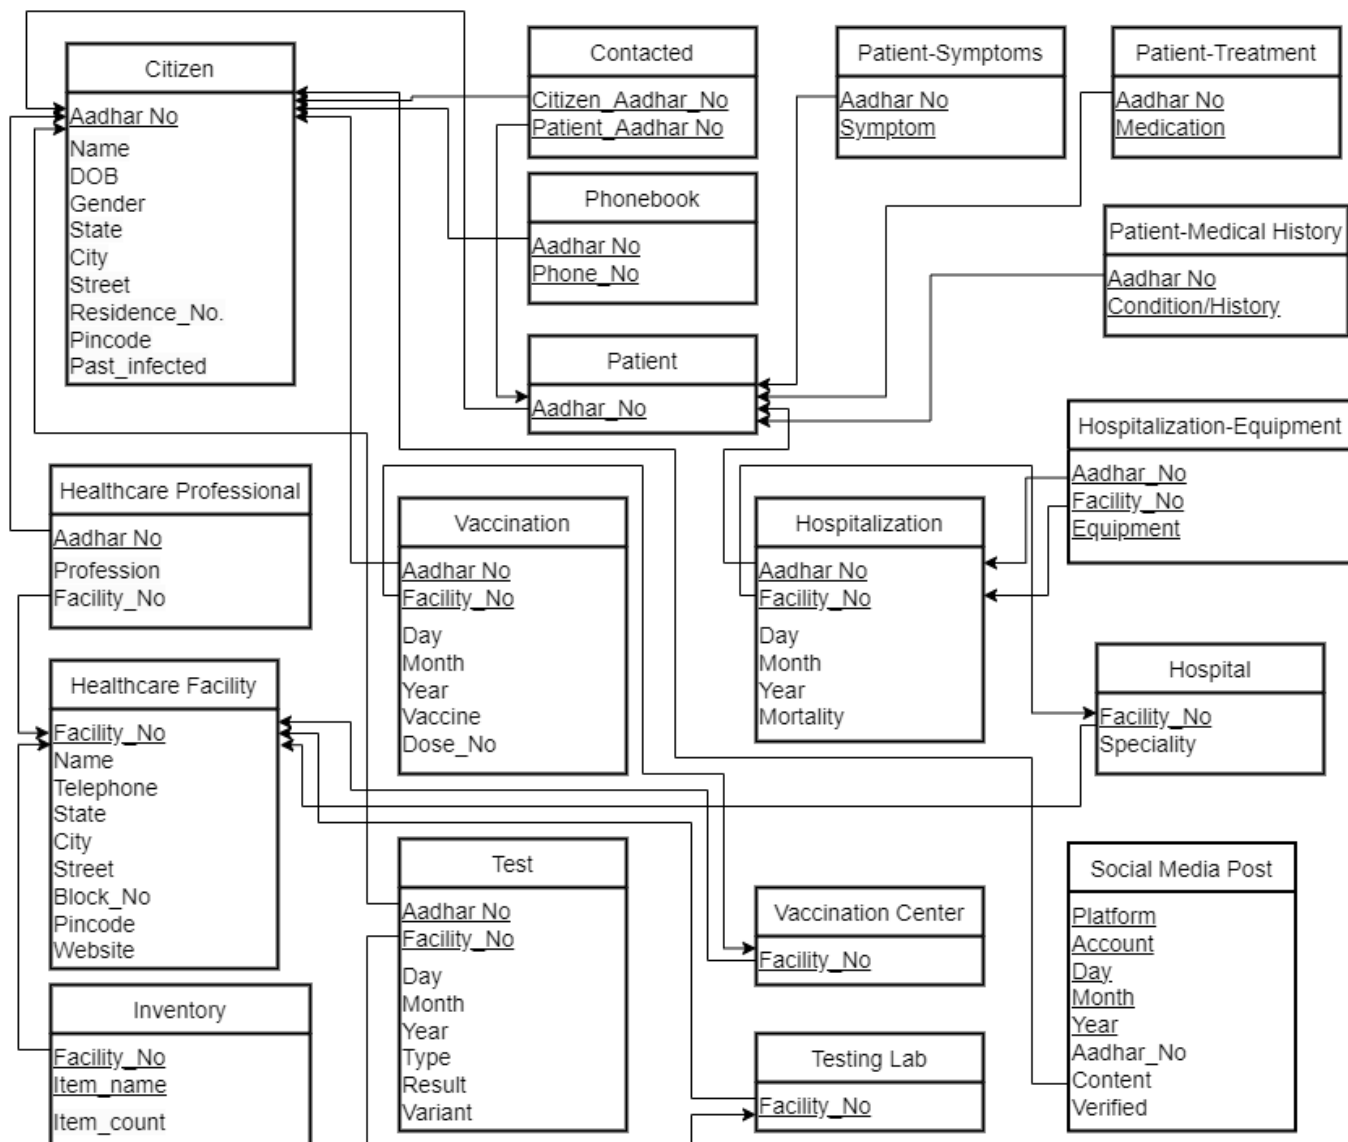 Citizen
Aadhar No
Name
DOB
Gender
State
City
Street
Residence_No.
Pincode
Past_infected
Contacted
Citizen_Aadhar_No
Patient_Aadhar No
Patient-Symptoms
Aadhar No
Symptom
Patient-Treatment
Aadhar No
Medication
Phonebook
Aadhar No
Phone_No
Patient-Medical History
Aadhar No
Condition/History
Patient
Aadhar_No
Hospitalization-Equipment
Aadhar_No
Facility_No
Equipment
Healthcare Professional
Aadhar No
Profession
Facility_No
Vaccination
Aadhar No
Facility_No
Day
Month
Year
Vaccine
Dose_No
Hospitalization
Aadhar No
Facility_No
Day
Month
Year
Mortality
Hospital
Facility_No
Speciality
Healthcare Facility
Facility_No
Name
Telephone
State
City
Street
Block_No
Pincode
Website
Test
Aadhar No
Facility_No
Day
Month
Year
Type
Result
Variant
Vaccination Center
Facility_No
Social Media Post
Platform
Account
Day
Month
Year
Aadhar_No
Content
Verified
Inventory
Facility_No
Item_name
Item_count
Testing Lab
Facility_No